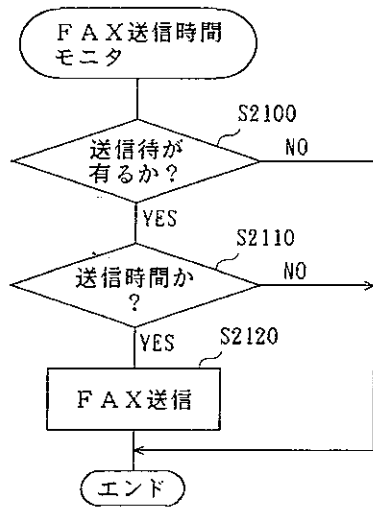 ＦＡＸ送信時間
モニタ
S2100
送信待が
有るか？
NO
YES
S2110
送信時間か
？
NO
YES
S2120
ＦＡＸ送信
エンド